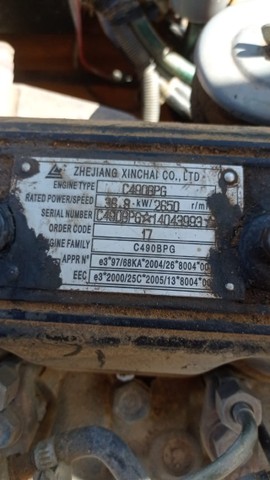 ZHEJIANG XINCHAI CO., LTD
ENGINE TYPE C490BPG
RATED POWER/SPEED 36.8 kW/2650 r/min
SERIAL NUMBER C490BPG☆14043993☆
ORDER CODE 17
ENGINE FAMILY C490BPG
APPR N° e3*97/68KA*2004/26*8004*00
EEC e3*2000/25C*2005/13*8004*00